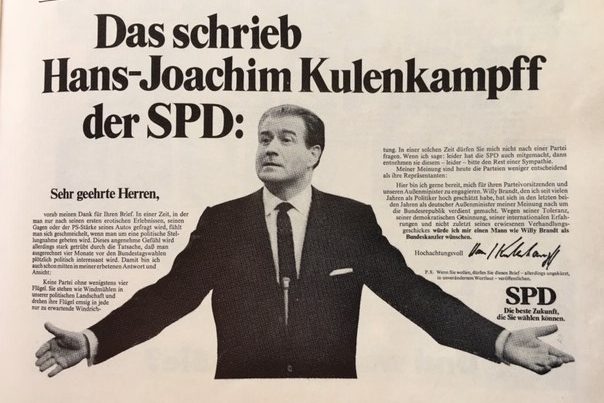 Das schrieb
Hans-Joachim Kulenkampff
der SPD:
Sehr geehrte Herren,
vorab meinen Dank für Ihren Brief. In einer Zeit, in der
man nur nach seinen ersten erotischen Erlebnissen, seinen
Gagen oder der PS-Stärke seines Autos gefragt wird, fühlt
man sich geschmeichelt, wenn man um eine politische Stel-
lungnahme gebeten wird. Dieses angenehme Gefühl wird
allerdings stark getrübt durch die Tatsache, daß man
ausgerechnet vier Monate vor den Bundestagswahlen
plötzlich politisch interessant wird. Damit bin ich
auch schon mitten in meiner erbetenen Antwort und
Ansicht:
Keine Partei ohne wenigstens vier
Flügel. Sie stehen wie Windmühlen in
unserer politischen Landschaft und
drehen ihre Flügel emsig in jede
nur zu erwartende Windrich-
tung. In einer solchen Zeit dürfen Sie mich nicht nach einer Partei
fragen. Wenn ich sage: leider hat die SPD auch mitgemacht, dann
entnehmen sie diesem – leider – bitte den Rest einer Sympathie.
Meiner Meinung sind heute die Parteien weniger entscheidend
als ihre Repräsentanten:
Hier bin ich gerne bereit, mich für ihren Parteivorsitzenden und
unseren Außenminister zu engagieren. Willy Brandt, den ich seit vielen
Jahren als Politiker hoch geschätzt habe, hat sich in den letzten bei-
den Jahren als deutscher Außenminister meiner Meinung nach um
die Bundesrepublik verdient gemacht. Wegen seiner Toleranz,
seiner demokratischen Gesinnung, seiner internationalen Erfah-
rungen und nicht zuletzt seines erwiesenen Verhandlungs-
geschickes würde ich mir einen Mann wie Willy Brandt als
Bundeskanzler wünschen.
Hochachtungsvoll
P.S. Wenn Sie wollen, dürfen Sie diesen Brief – allerdings ungekürzt,
in unverändertem Wortlaut – veröffentlichen.
SPD
Die beste Zukunft,
die Sie wählen können.